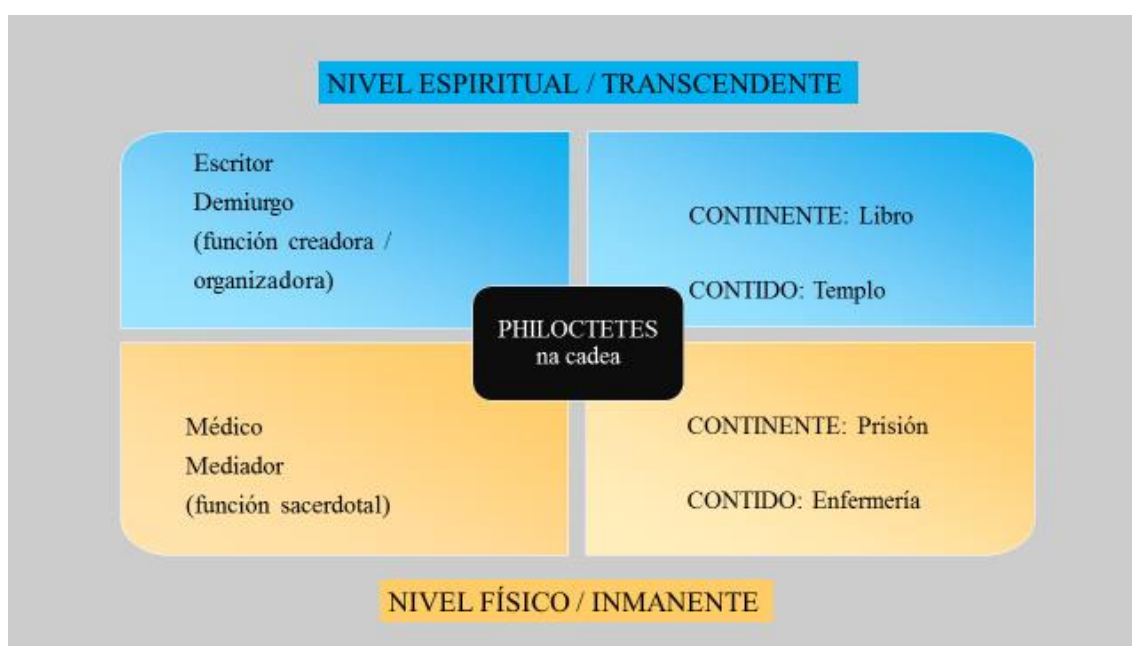 NIVEL ESPIRITUAL / TRANSCENDENTE
Escritor
Demiurgo
(función creadora /
organizadora)
CONTINENTE: Libro
CONTIDO: Templo
PHILOCTETES
na cadea
Médico
Mediador
(función sacerdotal)
CONTINENTE: Prisión
CONTIDO: Enfermería
NIVEL FÍSICO / INMANENTE